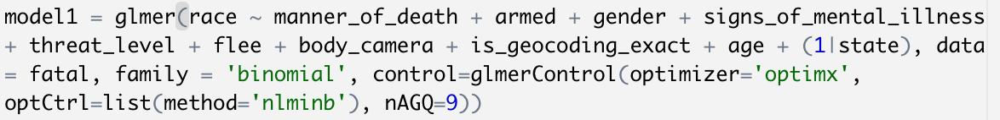 model1 = glmer(race ~ manner_of_death + armed + gender + signs_of_mental_illness
+ threat_level + flee + body_camera + is_geocoding_exact + age + (1|state), data
= fatal, family = 'binomial', control=glmerControl(optimizer='optimx',
optCtrl=list(method='nlminb'), nAGQ=9))